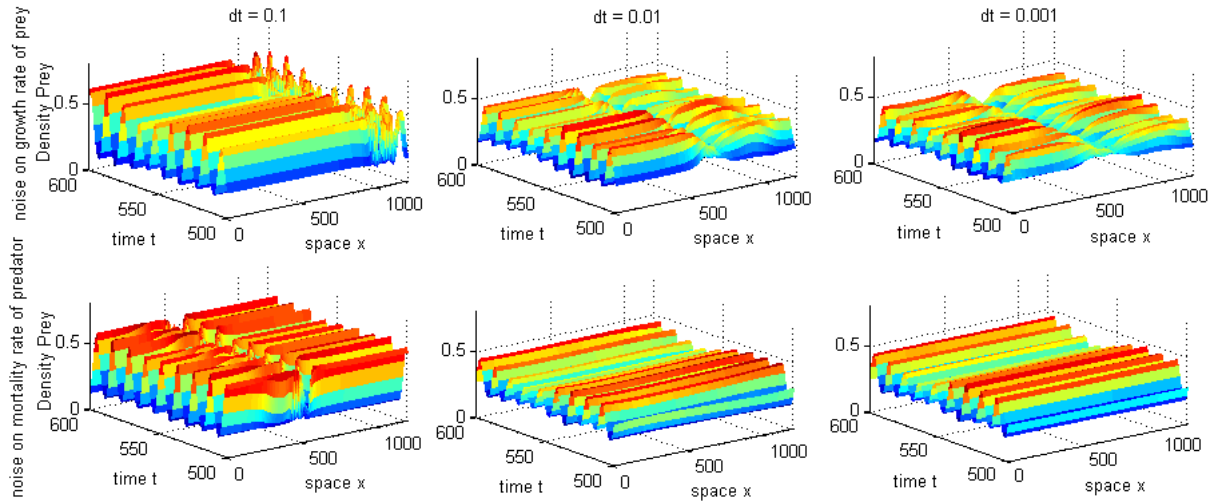 dt = 0.1
dt = 0.01
dt = 0.001
noise on growth rate of prey
Density Prey
0.5
0
600
550
500
time t
0
500
1000
space x
0.5
0
600
550
500
time t
0
500
1000
space x
0.5
0
600
550
500
time t
0
500
1000
space x
noise on mortality rate of predator
Density Prey
0.5
0
600
550
500
time t
0
500
1000
space x
0.5
0
600
550
500
time t
0
500
1000
space x
0.5
0
600
550
500
time t
0
500
1000
space x